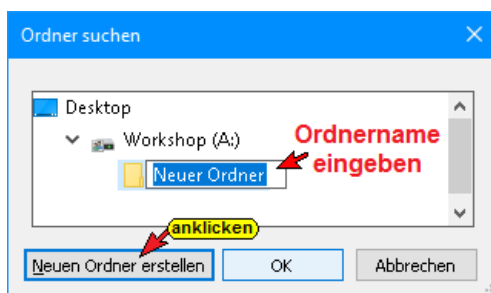 Ordner suchen
Desktop
Workshop (A:)
Ordnername
eingeben
Neuer Ordner
anklicken
Neuen Ordner erstellen
OK
Abbrechen